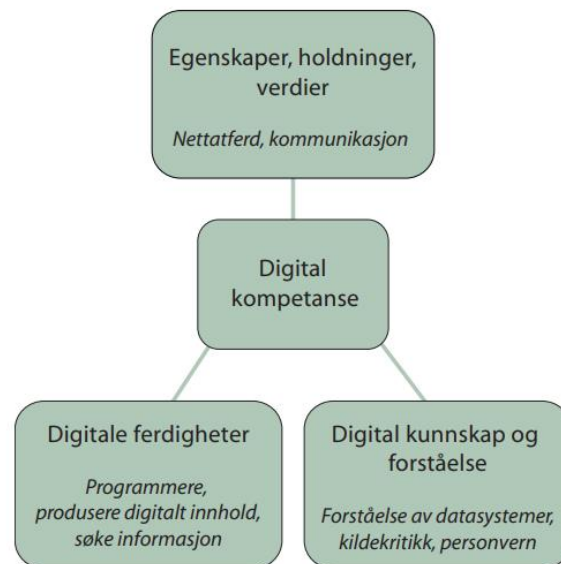 Egenskaper, holdninger,
verdier
Nettatferd, kommunikasjon
Digital
kompetanse
Digitale ferdigheter
Programmere,
produsere digitalt innhold,
søke informasjon
Digital kunnskap og
forståelse
Forståelse av datasystemer,
kildekritikk, personvern